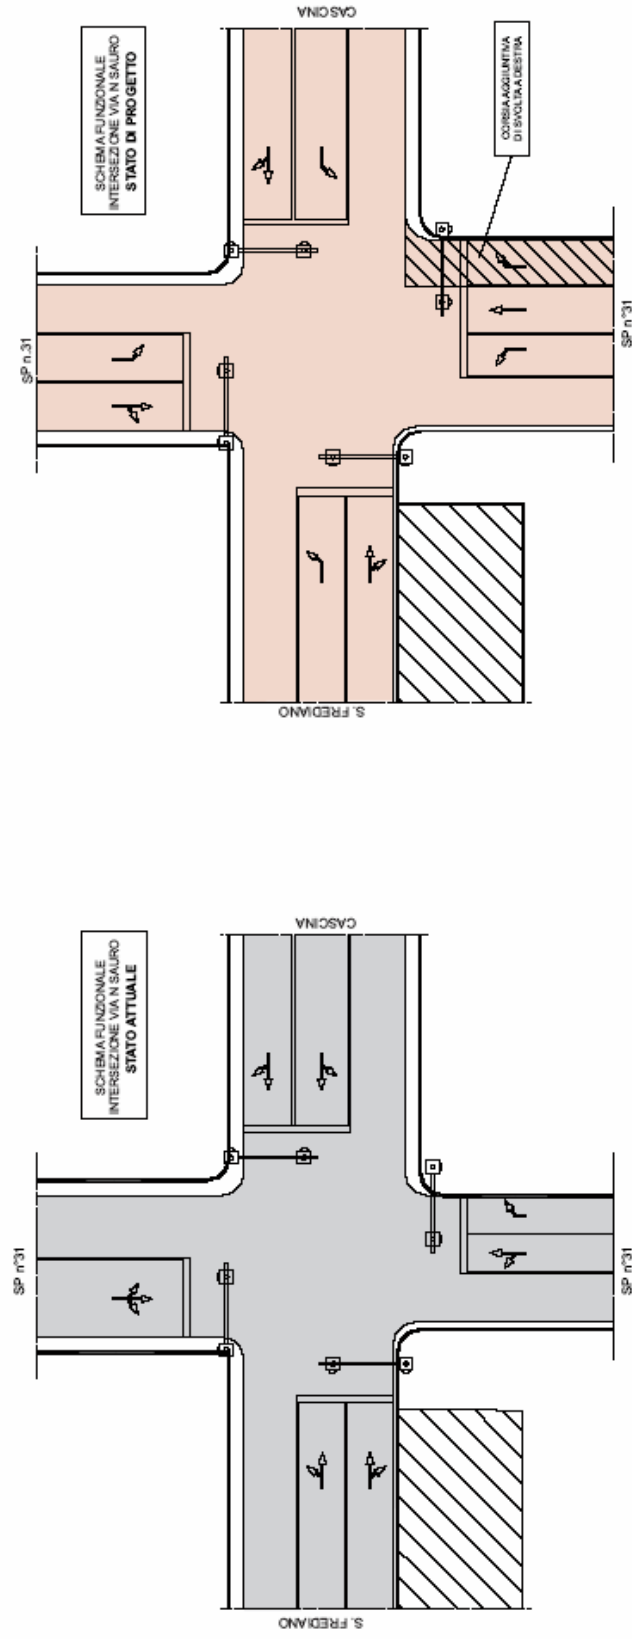 CASCINA
SCHEMA FUNZIONALE
INTERSEZIONE VIA N SAURO
STATO DI PROGETTO
SP n.31
CORSIA AGGIUNTIVA
DI SVOLTA A DESTRA
SP n°31
S. FREDIANO
SCHEMA FUNZIONALE
INTERSEZIONE VIA N SAURO
STATO ATTUALE
CASCINA
SP n°31
SP n°31
S. FREDIANO